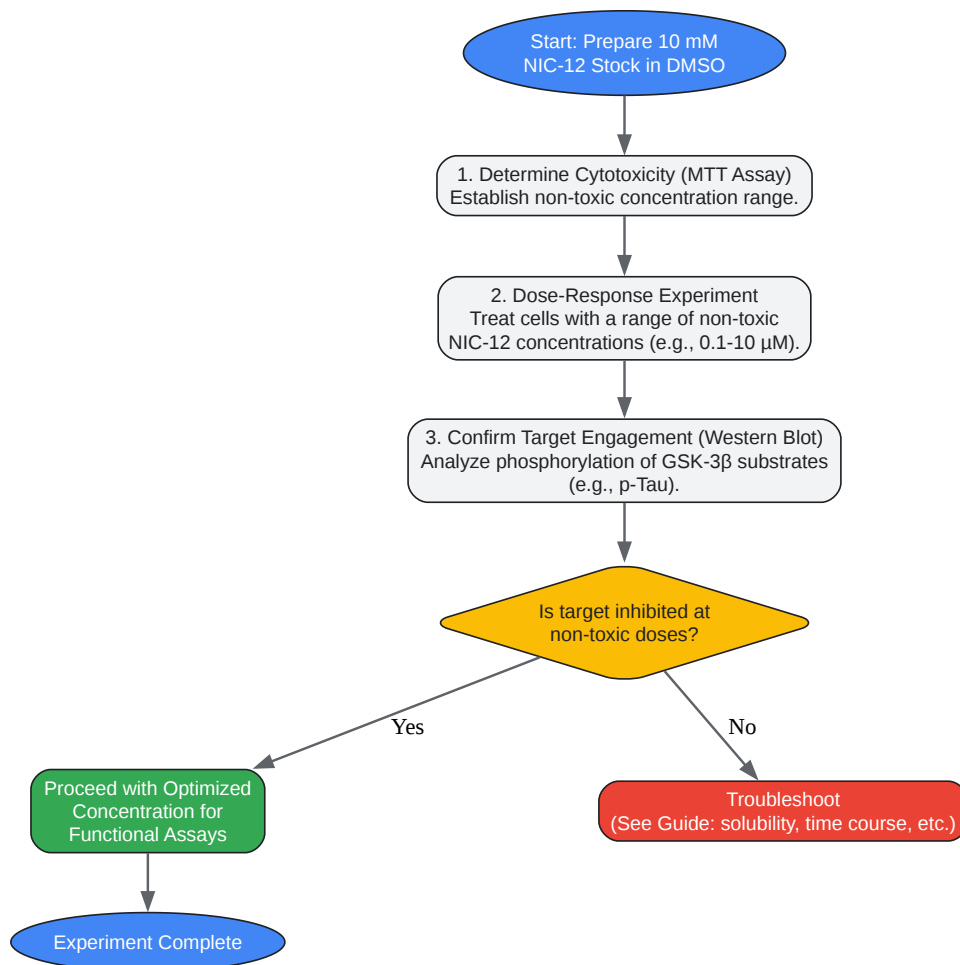 Start: Prepare 10 mM
NIC-12 Stock in DMSO
1. Determine Cytotoxicity (MTT Assay)
Establish non-toxic concentration range.
2. Dose-Response Experiment
Treat cells with a range of non-toxic
NIC-12 concentrations (e.g., 0.1-10 µM).
3. Confirm Target Engagement (Western Blot)
Analyze phosphorylation of GSK-3β substrates
(e.g., p-Tau).
Is target inhibited at
non-toxic doses?
Yes
No
Proceed with Optimized
Concentration for
Functional Assays
Troubleshoot
(See Guide: solubility, time course, etc.)
Experiment Complete